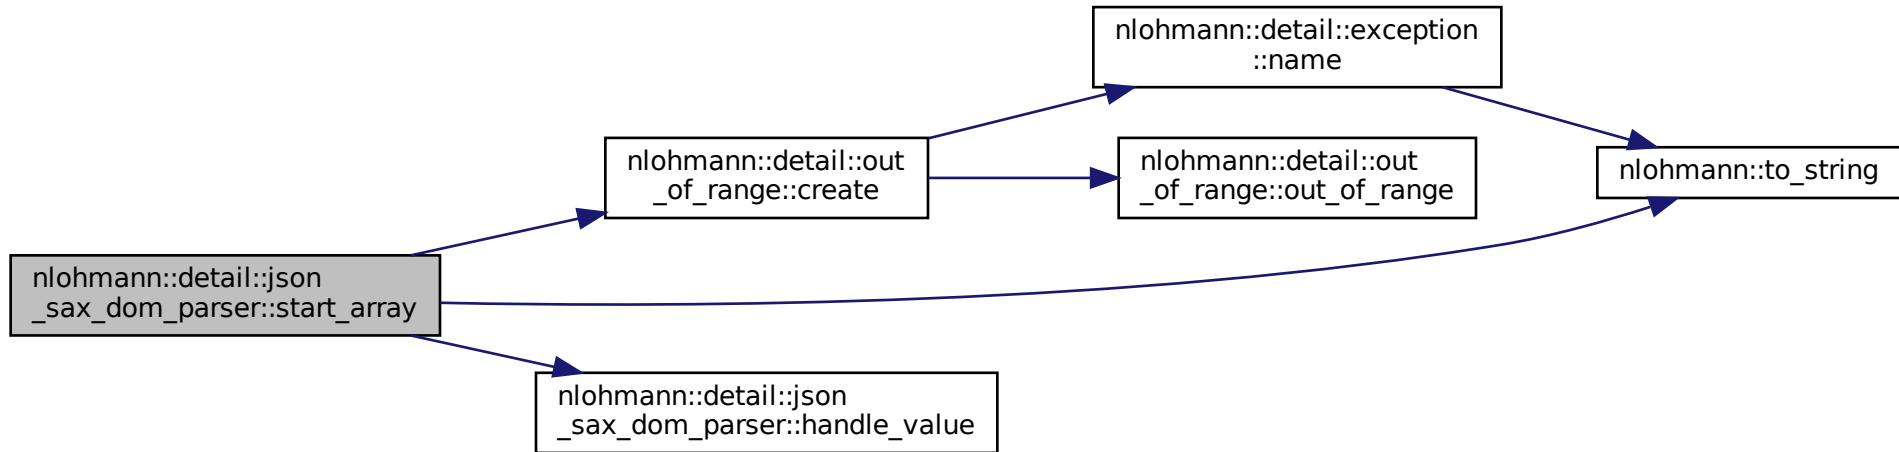 nlohmann::detail::exception
::name
nlohmann::detail::out
_of_range::create
nlohmann::detail::out
_of_range::out_of_range
nlohmann::to_string
nlohmann::detail::json
_sax_dom_parser::start_array
nlohmann::detail::json
_sax_dom_parser::handle_value